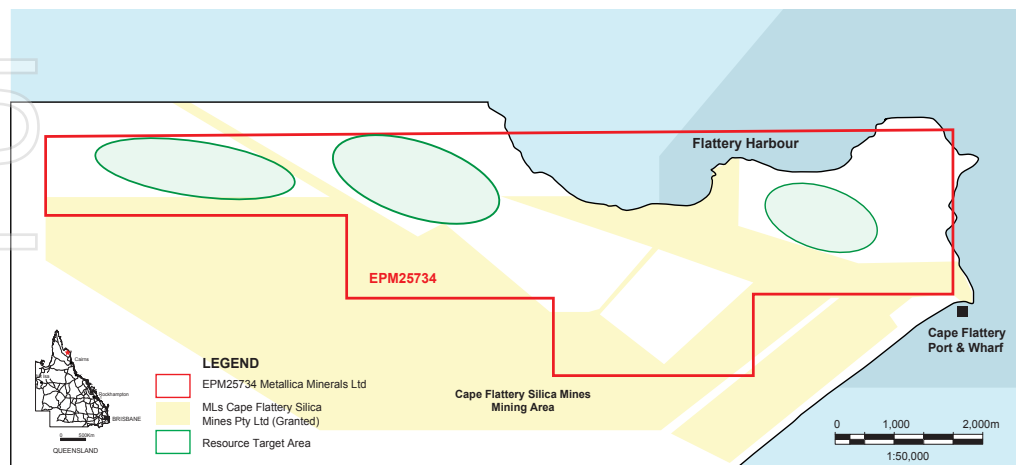 Flattery Harbour
EPM25734
Cape Flattery
Port & Wharf
Cape Flattery Silica Mines
Mining Area
LEGEND
EPM25734 Metallica Minerals Ltd
MLs Cape Flattery Silica
Mines Pty Ltd (Granted)
Resource Target Area
Cairns
Rockhampton
BRISBANE
0 500Km
QUEENSLAND
0 1,000 2,000m
1:50,000